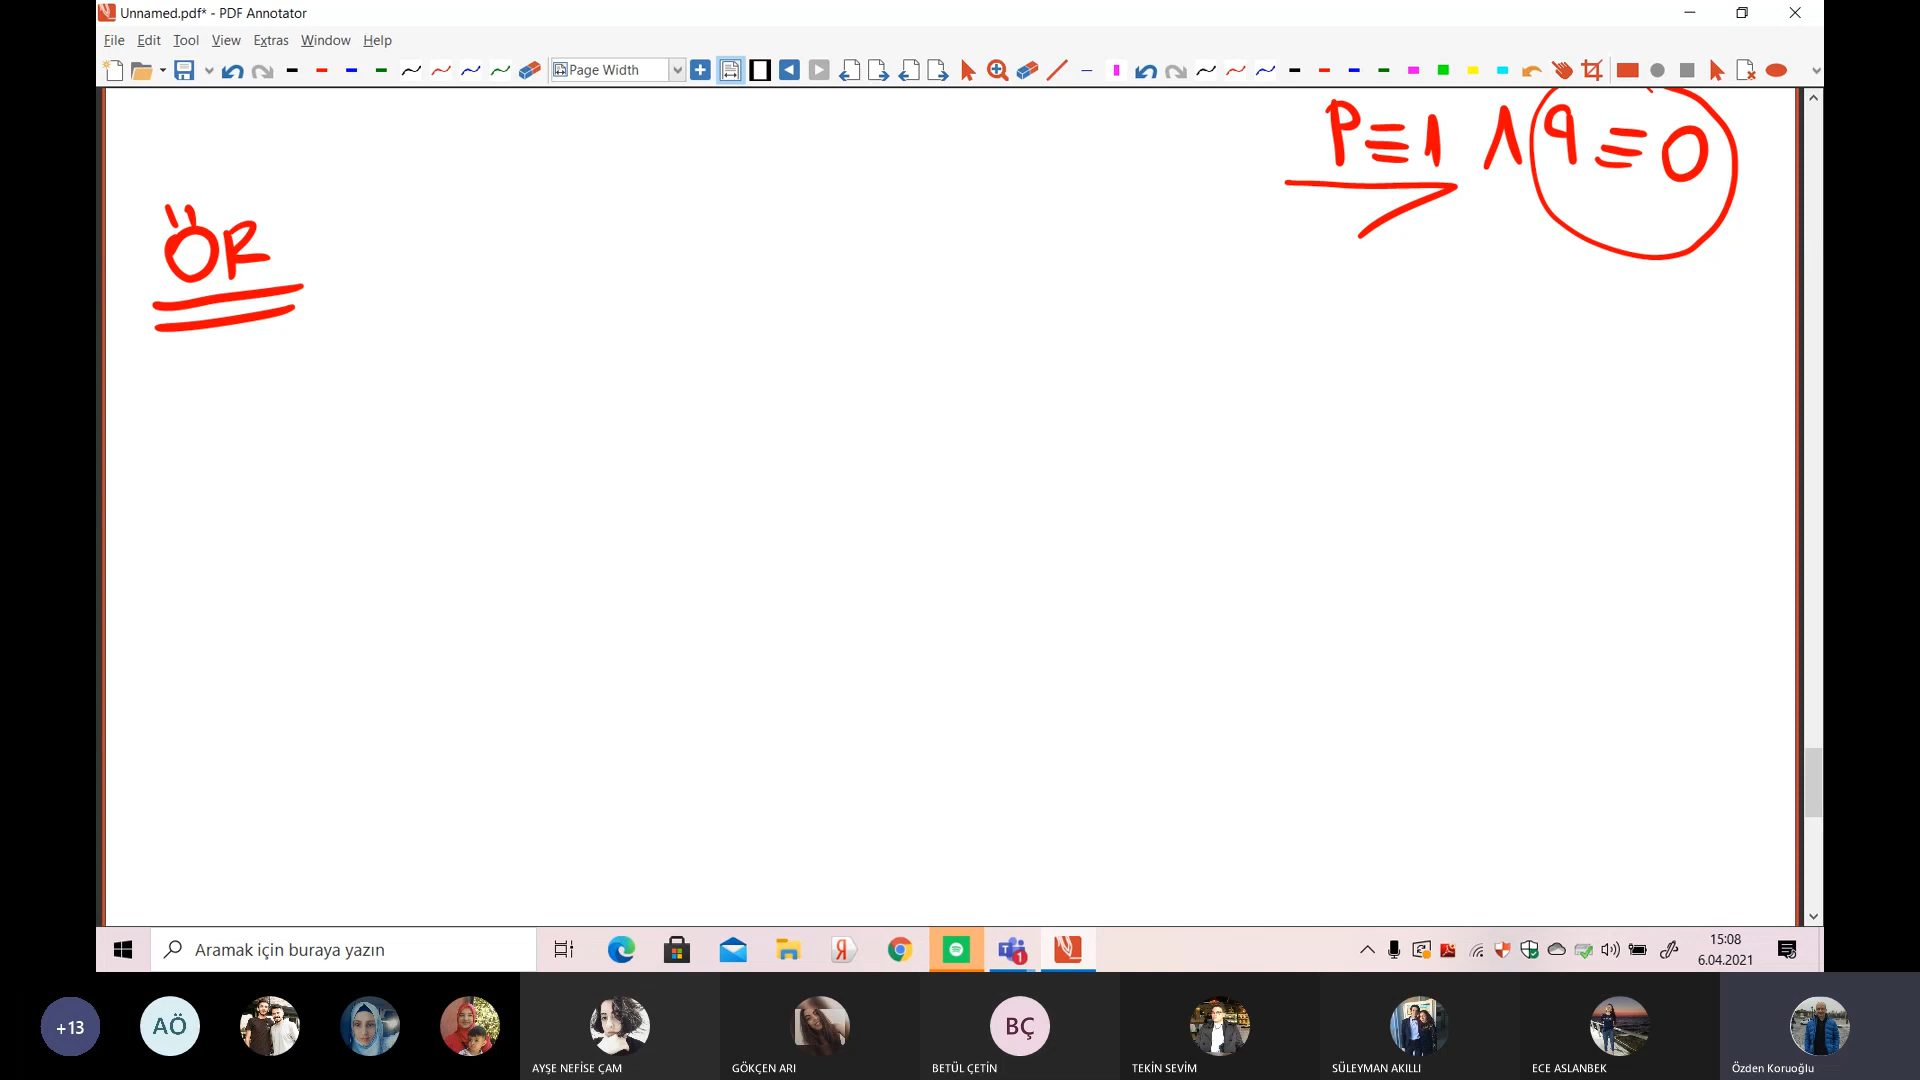 Unnamed.pdf* - PDF Annotator
File Edit Tool View Extras Window Help
Page Width
P≡1 ∧ q≡0
ÖR
Aramak için buraya yazın
1
15:08
6.04.2021
+13
AÖ
BÇ
AYŞE NEFİSE ÇAM
GÖKÇEN ARI
BETÜL ÇETİN
TEKİN SEVİM
SÜLEYMAN AKILLI
ECE ASLANBEK
Özden Koruoğlu